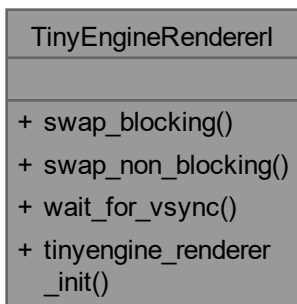 TinyEngineRendererI
+ swap_blocking()
+ swap_non_blocking()
+ wait_for_vsync()
+ tinyengine_renderer
_init()